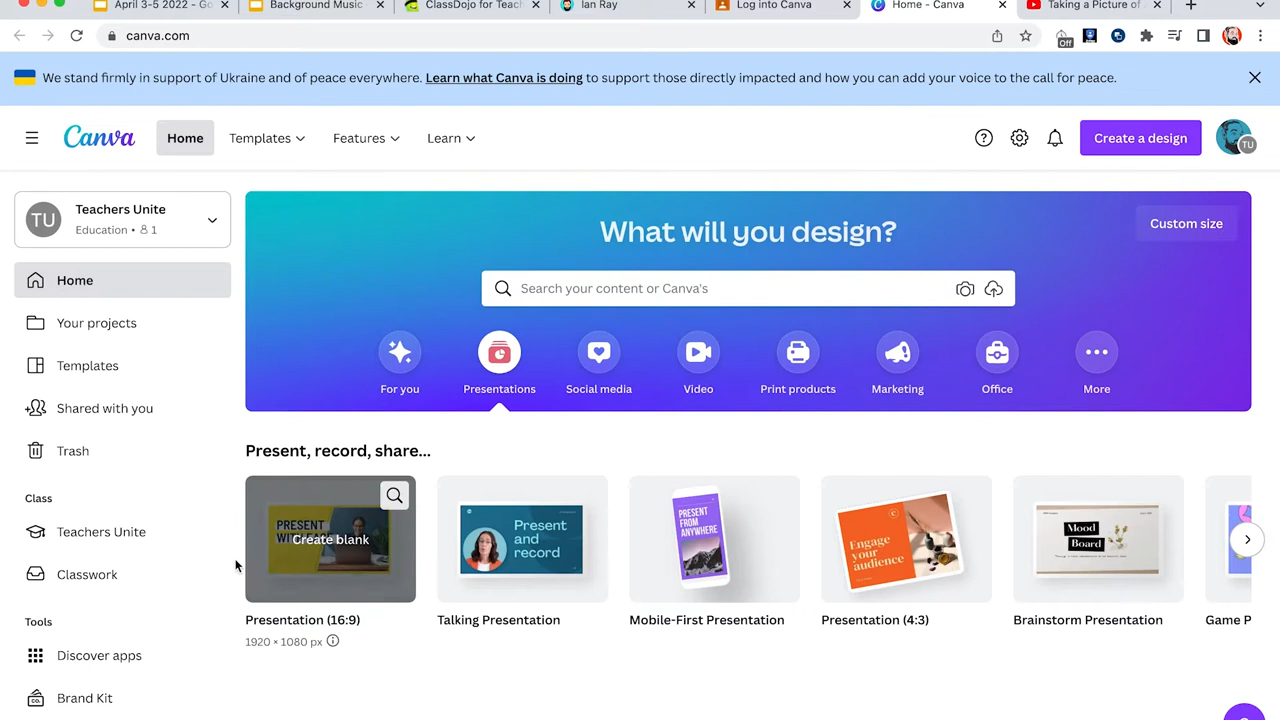 April 3-5 2022 - Go
Background Music
ClassDojo for Teach
Ian Ray
Log into Canva
Home - Canva
Taking a Picture of
canva.com
Off
We stand firmly in support of Ukraine and of peace everywhere. Learn what Canva is doing to support those directly impacted and how you can add your voice to the call for peace.
Canva
Home
Templates
Features
Learn
Create a design
TU
TU
Teachers Unite
Education • 1
Home
Your projects
Templates
Shared with you
Trash
Class
Teachers Unite
Classwork
Tools
Discover apps
Brand Kit
What will you design?
Custom size
Search your content or Canva's
For you
Presentations
Social media
Video
Print products
Marketing
Office
More
Present, record, share...
PRESENT
Create blank
Presentation (16:9)
1920 × 1080 px
Present
and
record
Talking Presentation
PRESENT
FROM
ANYWHERE
Mobile-First Presentation
Engage
your
audience
Presentation (4:3)
Mood
Board
Brainstorm Presentation
Game P